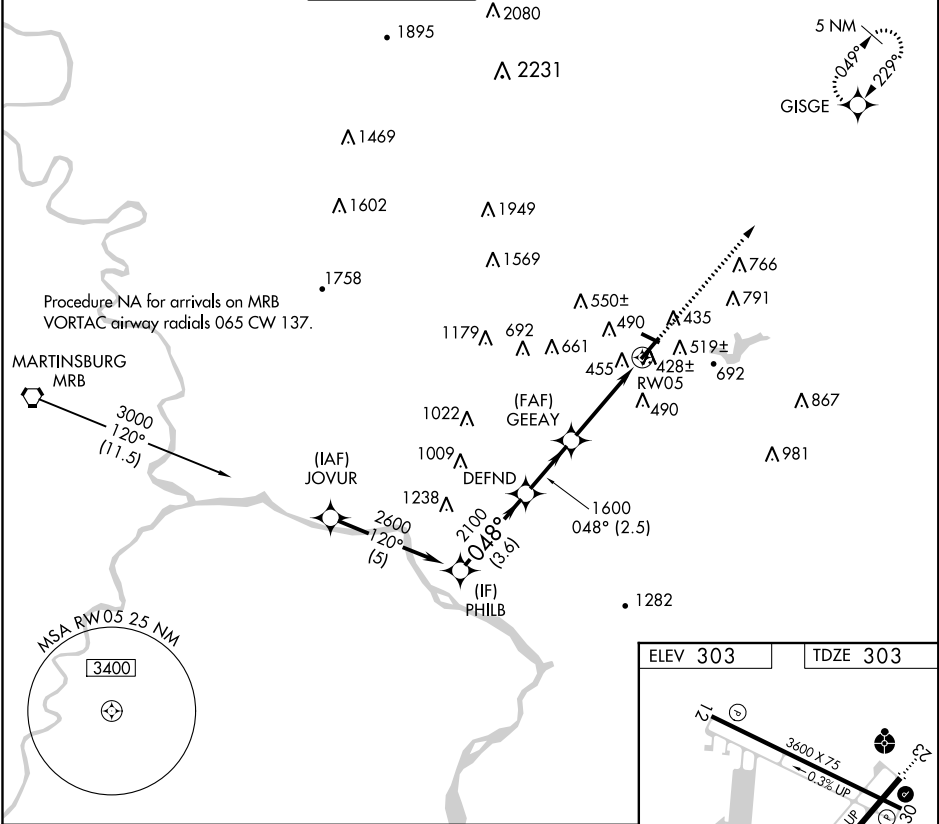 2080
1895
5 NM
049°
229°
2231
GISGE
1469
1602
1949
1569
766
1758
550±
791
Procedure NA for arrivals on MRB
VORTAC airway radials 065 CW 137.
490
435
1179
692
661
519±
455
428±
692
RW05
MARTINSBURG
MRB
3000
120°
(11.5)
(FAF)
GEEAY
490
867
1022
(IAF)
JOVUR
1009
DEFND
981
1238
2600
120°
(5)
2100
048°
(3.6)
1600
048° (2.5)
(IF)
PHILB
1282
MSA RW05 25 NM
3400
ELEV 303
TDZE 303
12
P
3600 X 75
0.3% UP
23
P
UP
P
30